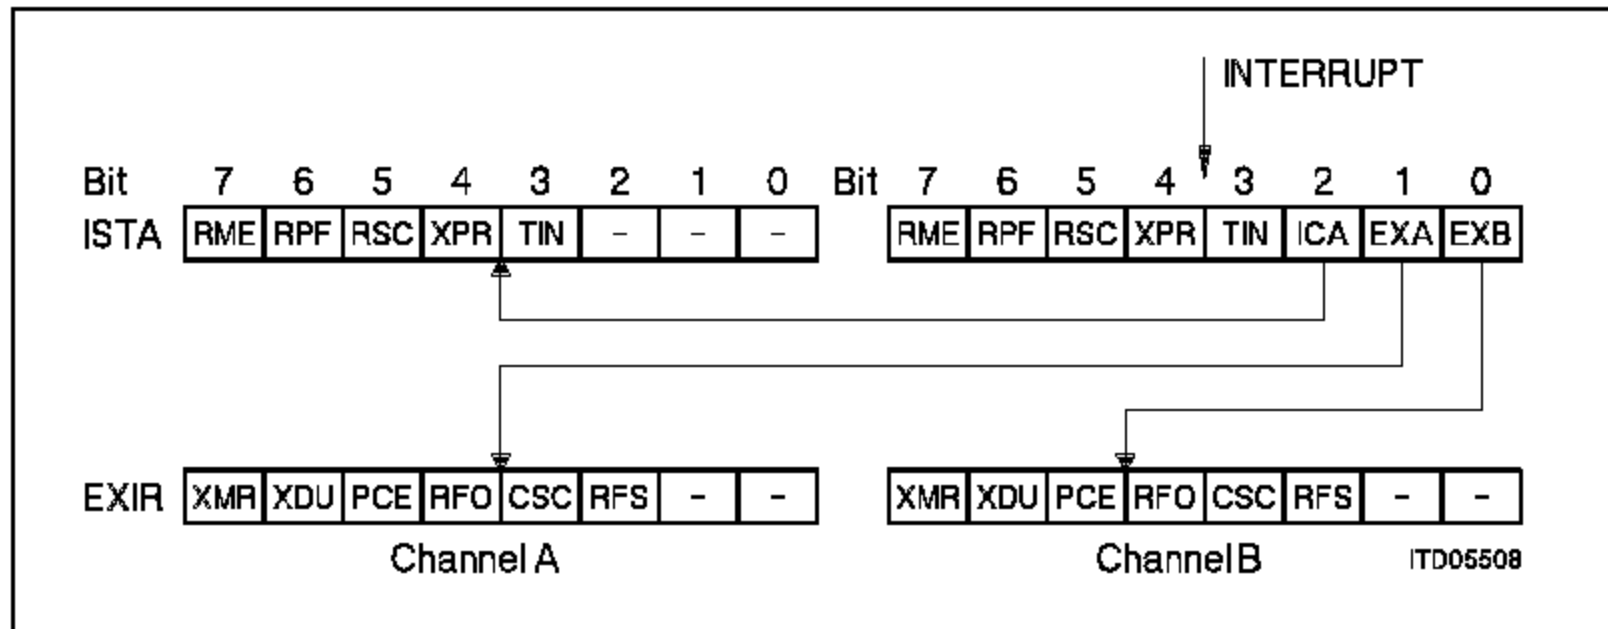 INTERRUPT
Bit 7 6 5 4 3 2 1 0 Bit 7 6 5 4 3 2 1 0
ISTA RME RPF RSC XPR TIN – – – RME RPF RSC XPR TIN ICA EXA EXB
EXIR XMR XDU PCE RFO CSC RFS – – XMR XDU PCE RFO CSC RFS – –
Channel A Channel B ITD05508